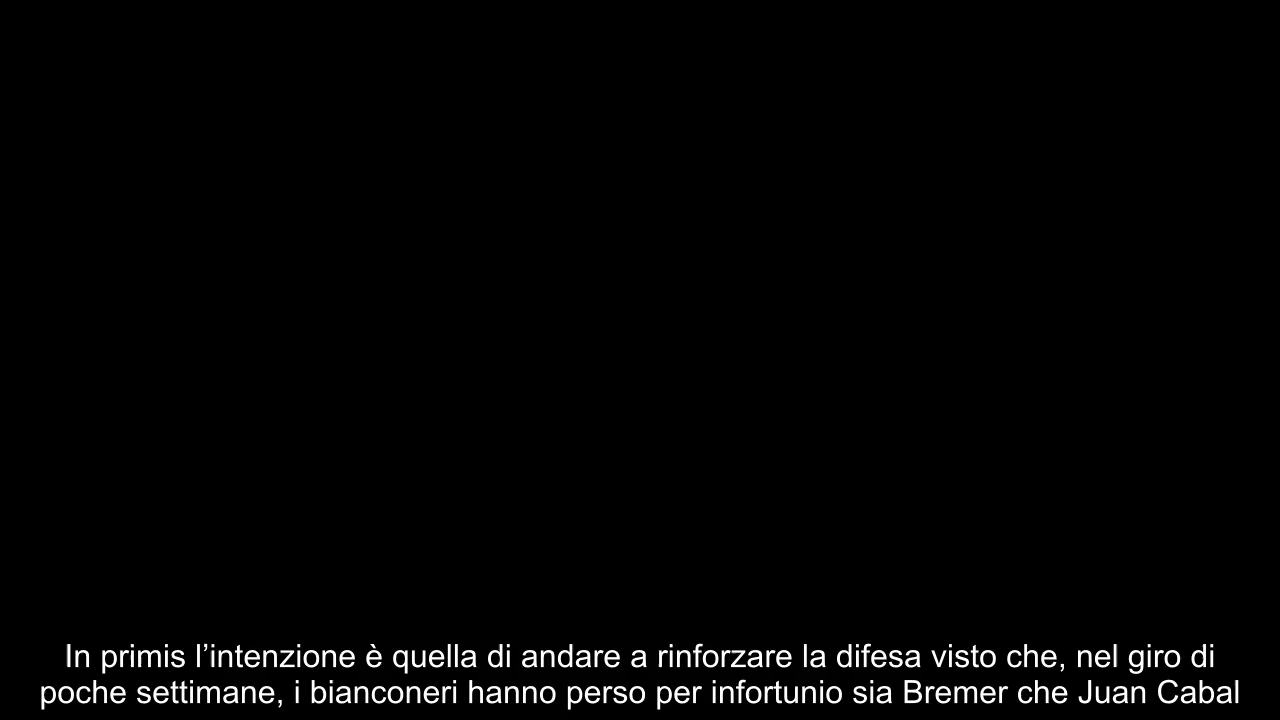 In primis l’intenzione è quella di andare a rinforzare la difesa visto che, nel giro di
poche settimane, i bianconeri hanno perso per infortunio sia Bremer che Juan Cabal